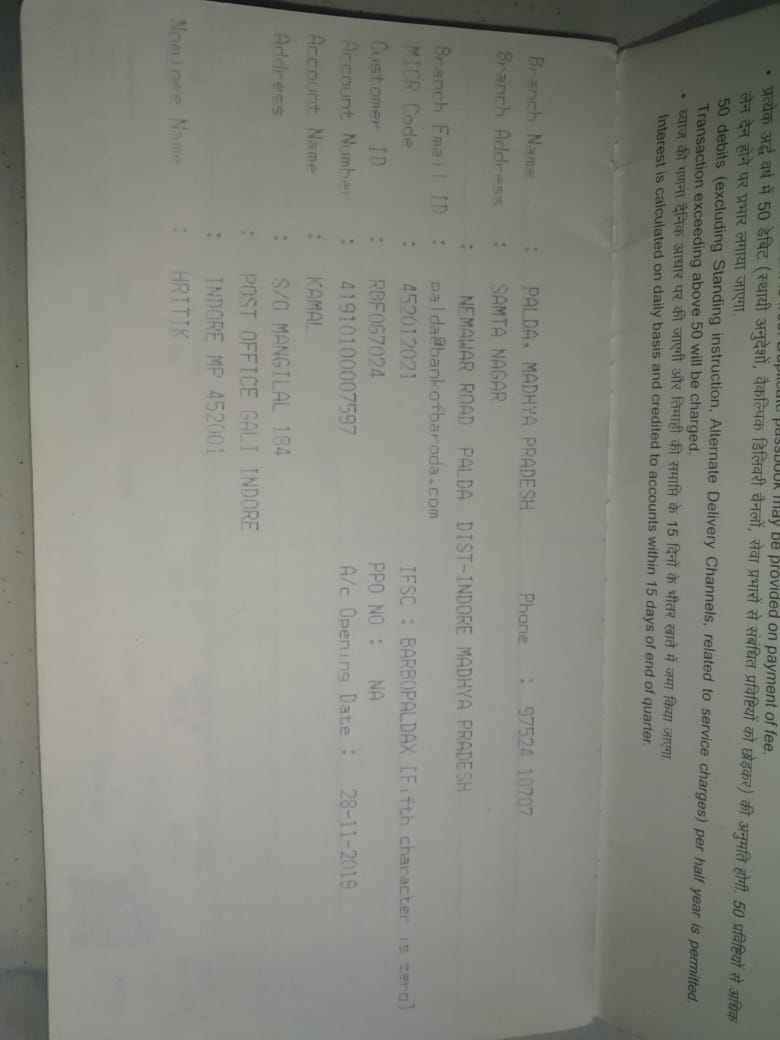 passbook may be provided on payment of fee.
• प्रत्येक अर्द्ध वर्ष में 50 डेबिट (स्थायी अनुदेशों, वैकल्पिक डिलिवरी चैनलों, सेवा प्रभारों से संबंधित प्रविष्टियों को छोड़कर) की अनुमति होगी. 50 प्रविष्टियों से अधिक
लेन देन होने पर प्रभार लगाया जाएगा.
50 debits (excluding Standing instruction, Alternate Delivery Channels, related to service charges) per half year is permitted.
Transaction exceeding above 50 will be charged.
• ब्याज की गणना दैनिक आधार पर की जाएगी और तिमाही की समाप्ति के 15 दिनों के भीतर खाते में जमा किया जाएगा.
Interest is calculated on daily basis and credited to accounts within 15 days of end of quarter.
Branch Name : PALDA, MADHYA PRADESH Phone : 97524 10707
Branch Address : SAMTA NAGAR
: NEMAWAR ROAD PALDA DIST-INDORE MADHYA PRADESH
Branch Email ID : palda@bankofbaroda.com
MICR Code : 452012021 IFSC : BARB0PALDAX [Fifth character is zero]
Customer ID : RBF067024 PPO NO : NA
Account Number : 41910100007597 A/c Opening Date : 28-11-2019
Account Name : KAMAL
Address : S/O MANGILAL 184
: POST OFFICE GALI INDORE
: INDORE MP 452001
Nominee Name : HRITIK